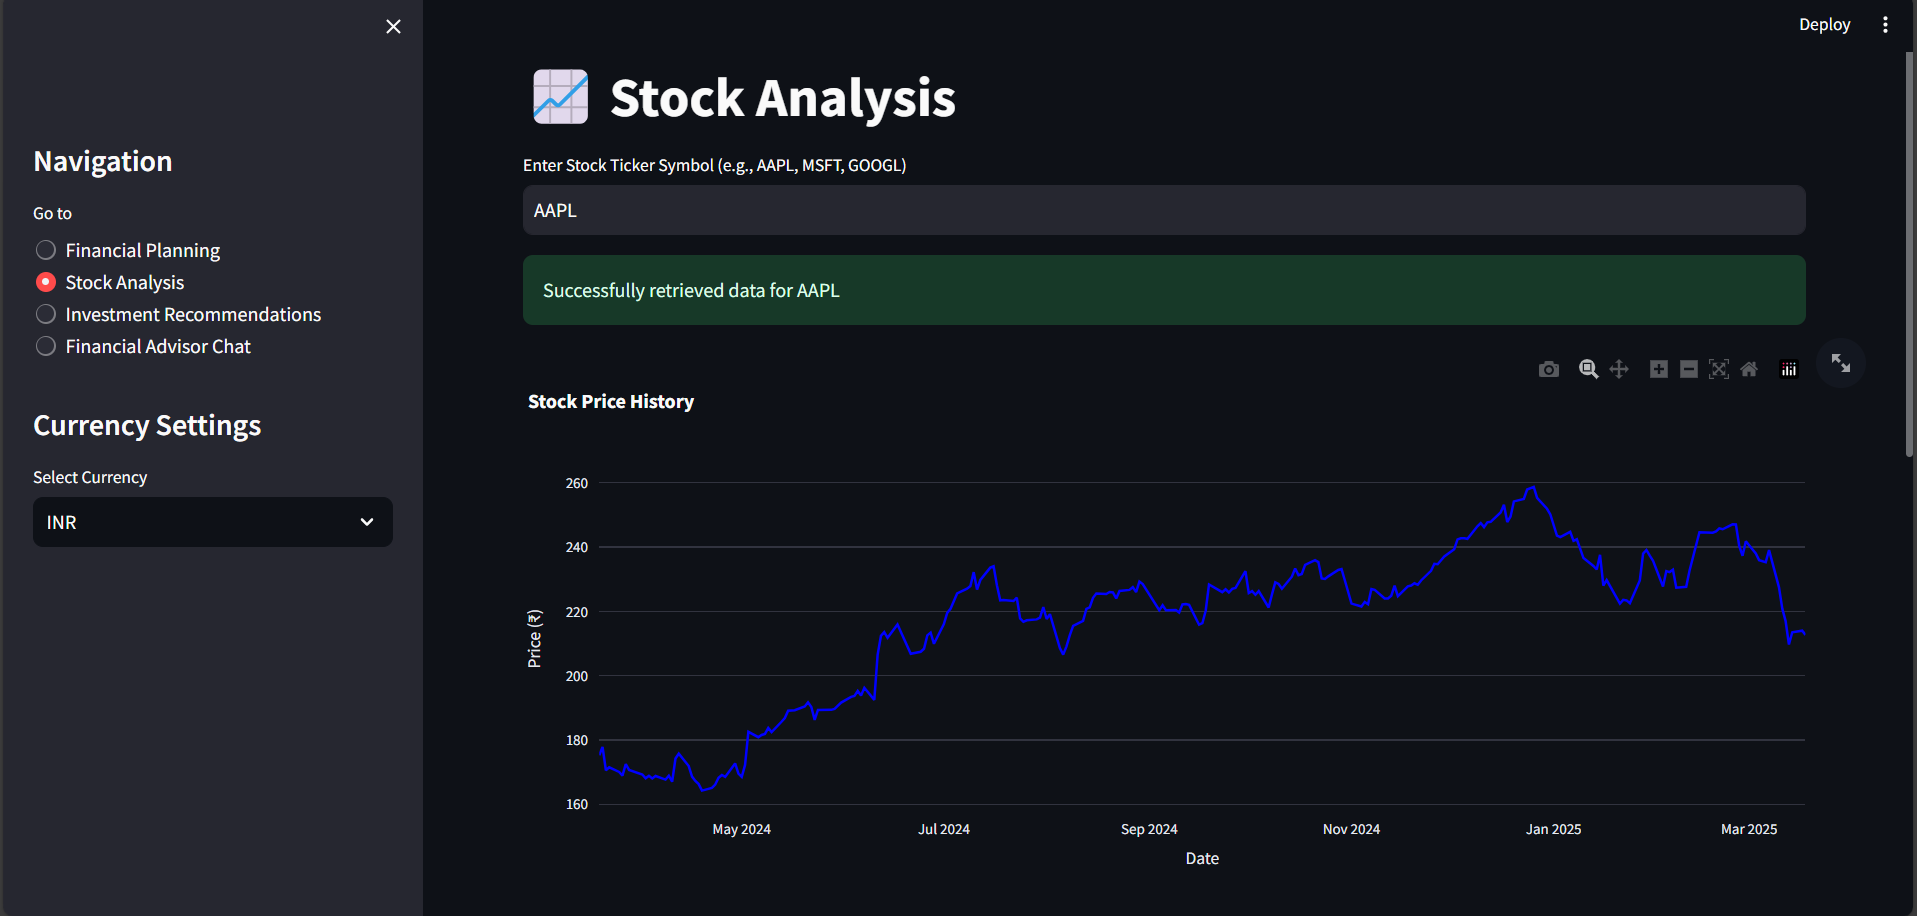 Deploy
Navigation
Go to
Financial Planning
Stock Analysis
Investment Recommendations
Financial Advisor Chat
Currency Settings
Select Currency
INR
Stock Analysis
Enter Stock Ticker Symbol (e.g., AAPL, MSFT, GOOGL)
AAPL
Successfully retrieved data for AAPL
Stock Price History
260
240
220
200
180
160
Price (₹)
May 2024
Jul 2024
Sep 2024
Nov 2024
Jan 2025
Mar 2025
Date